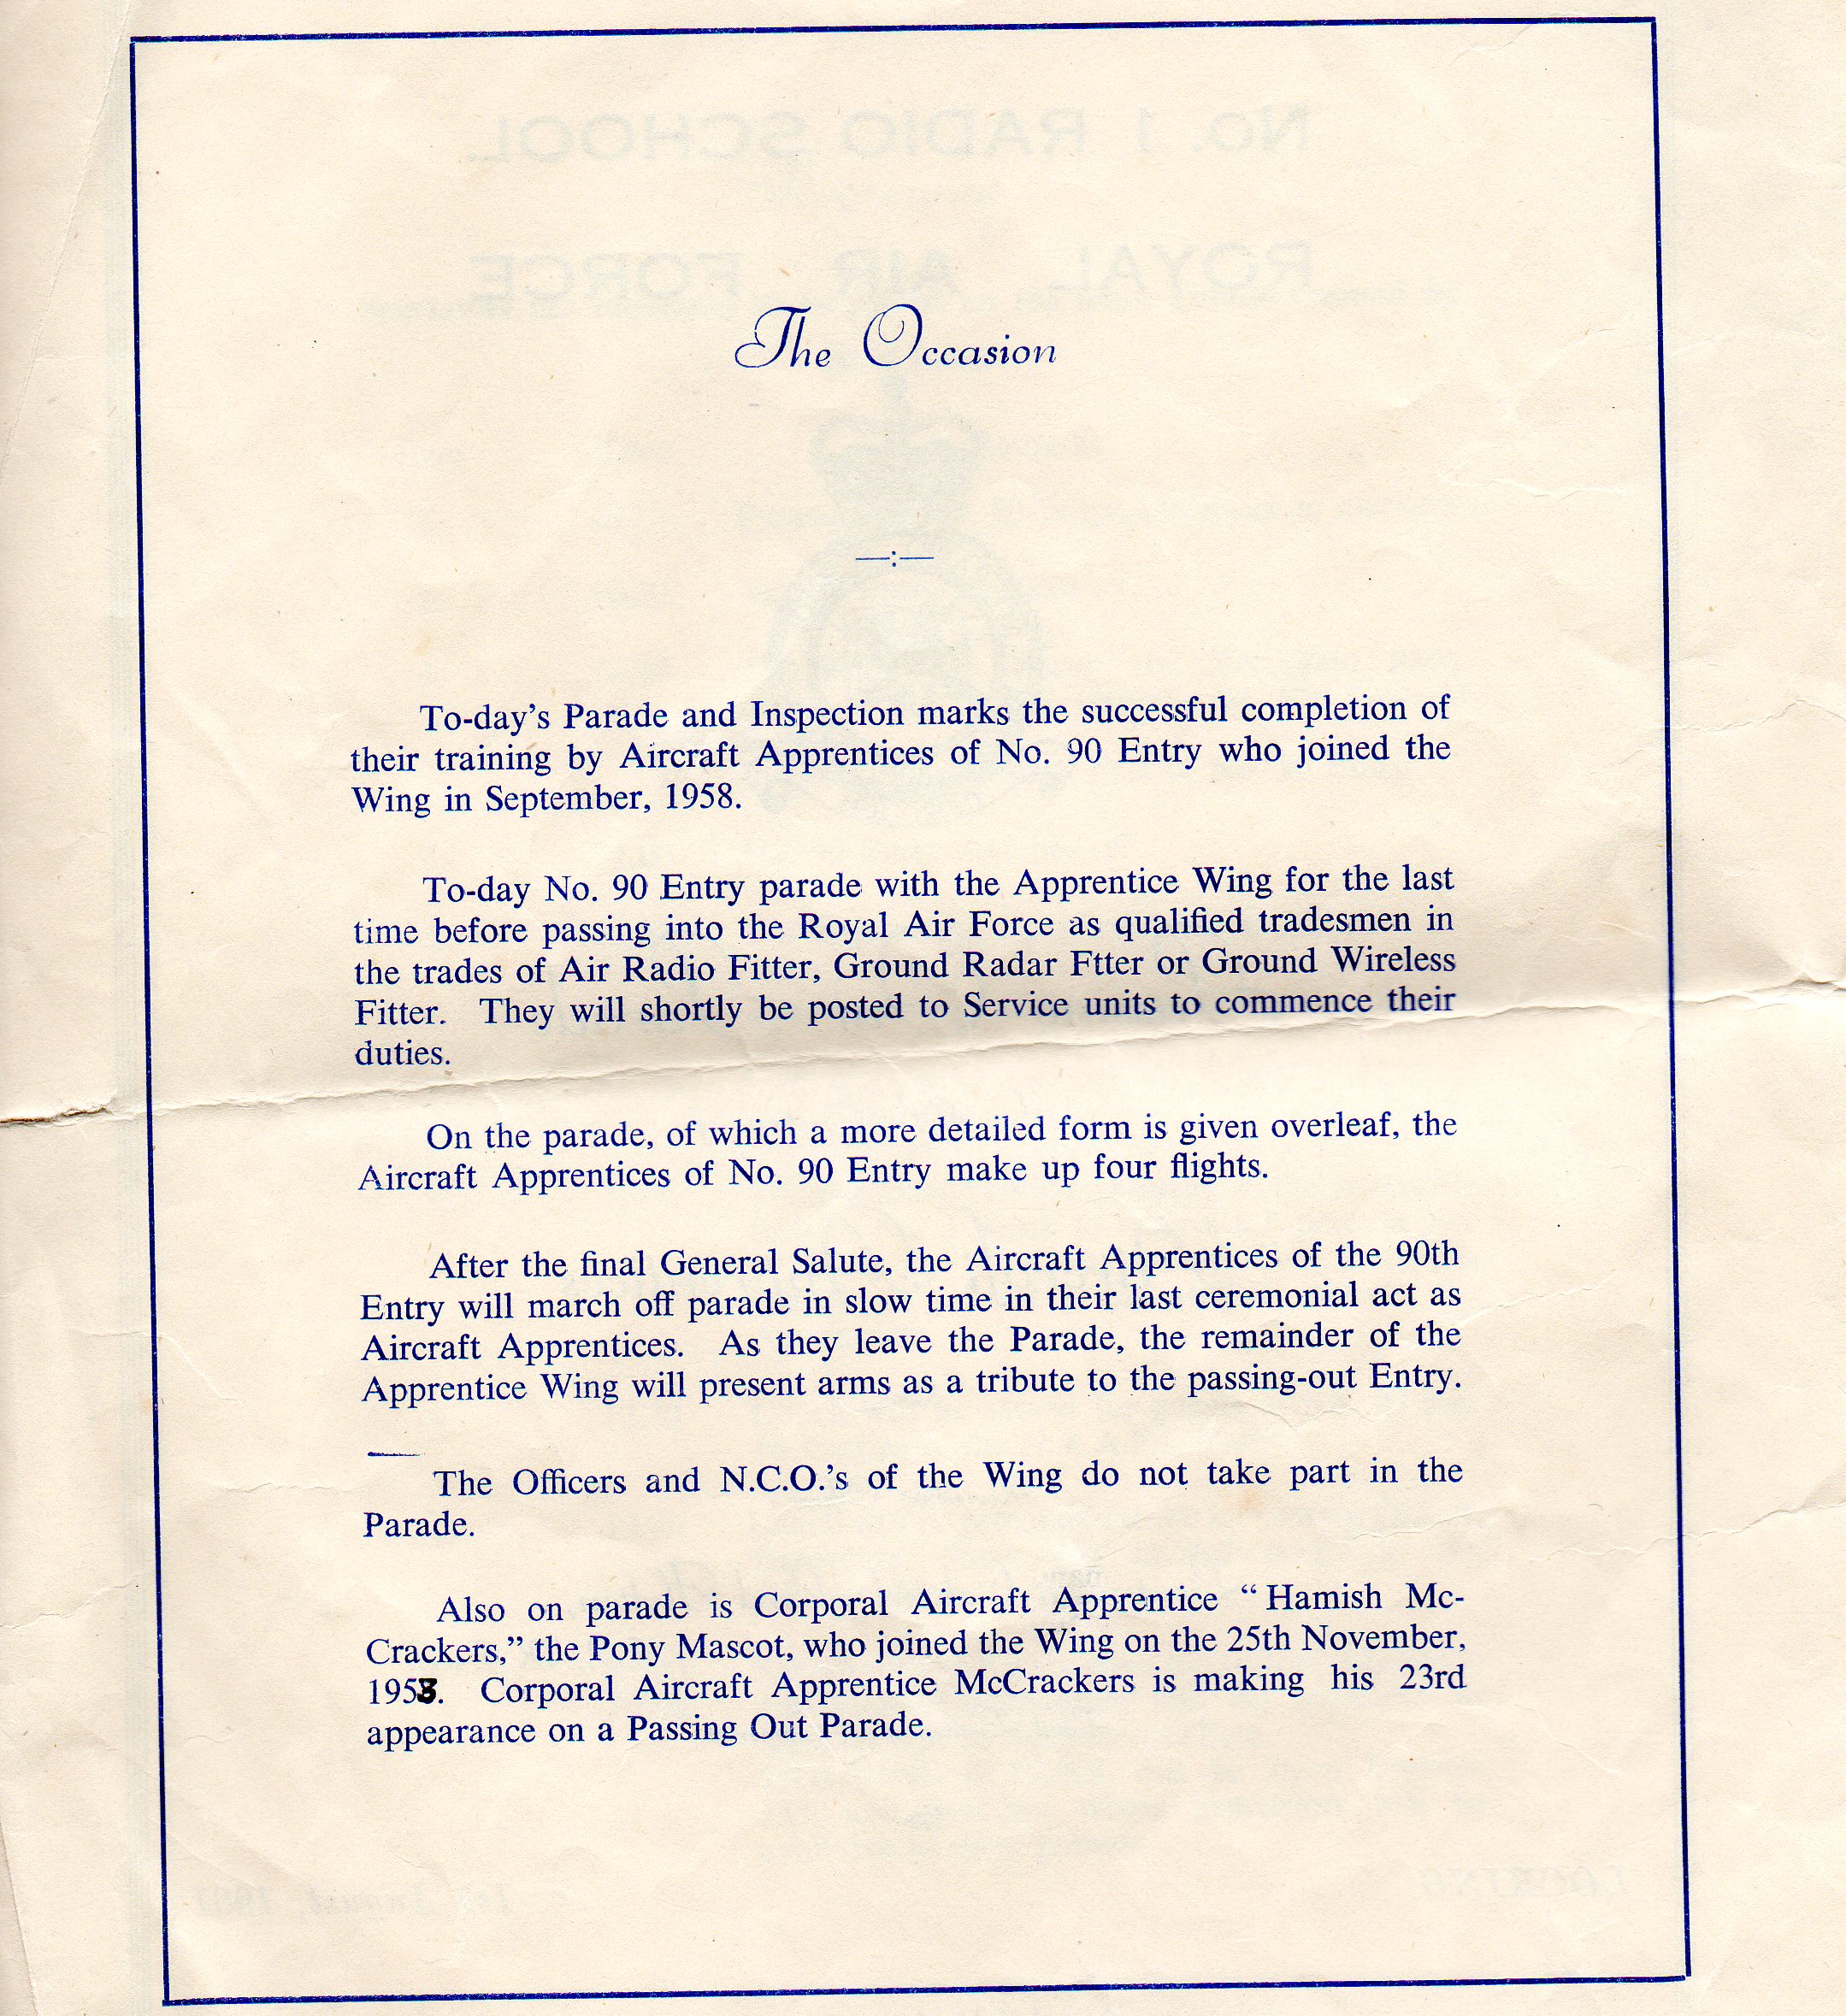 No. 1 RADIO SCHOOL
ROYAL AIR FORCE
The Occasion
To-day's Parade and Inspection marks the successful completion of
their training by Aircraft Apprentices of No. 90 Entry who joined the
Wing in September, 1958.
To-day No. 90 Entry parade with the Apprentice Wing for the last
time before passing into the Royal Air Force as qualified tradesmen in
the trades of Air Radio Fitter, Ground Radar Ftter or Ground Wireless
Fitter. They will shortly be posted to Service units to commence their
duties.
On the parade, of which a more detailed form is given overleaf, the
Aircraft Apprentices of No. 90 Entry make up four flights.
After the final General Salute, the Aircraft Apprentices of the 90th
Entry will march off parade in slow time in their last ceremonial act as
Aircraft Apprentices. As they leave the Parade, the remainder of the
Apprentice Wing will present arms as a tribute to the passing-out Entry.
The Officers and N.C.O.'s of the Wing do not take part in the
Parade.
Also on parade is Corporal Aircraft Apprentice “ Hamish Mc-
Crackers,” the Pony Mascot, who joined the Wing on the 25th November,
1953. Corporal Aircraft Apprentice McCrackers is making his 23rd
appearance on a Passing Out Parade.
LOCKING